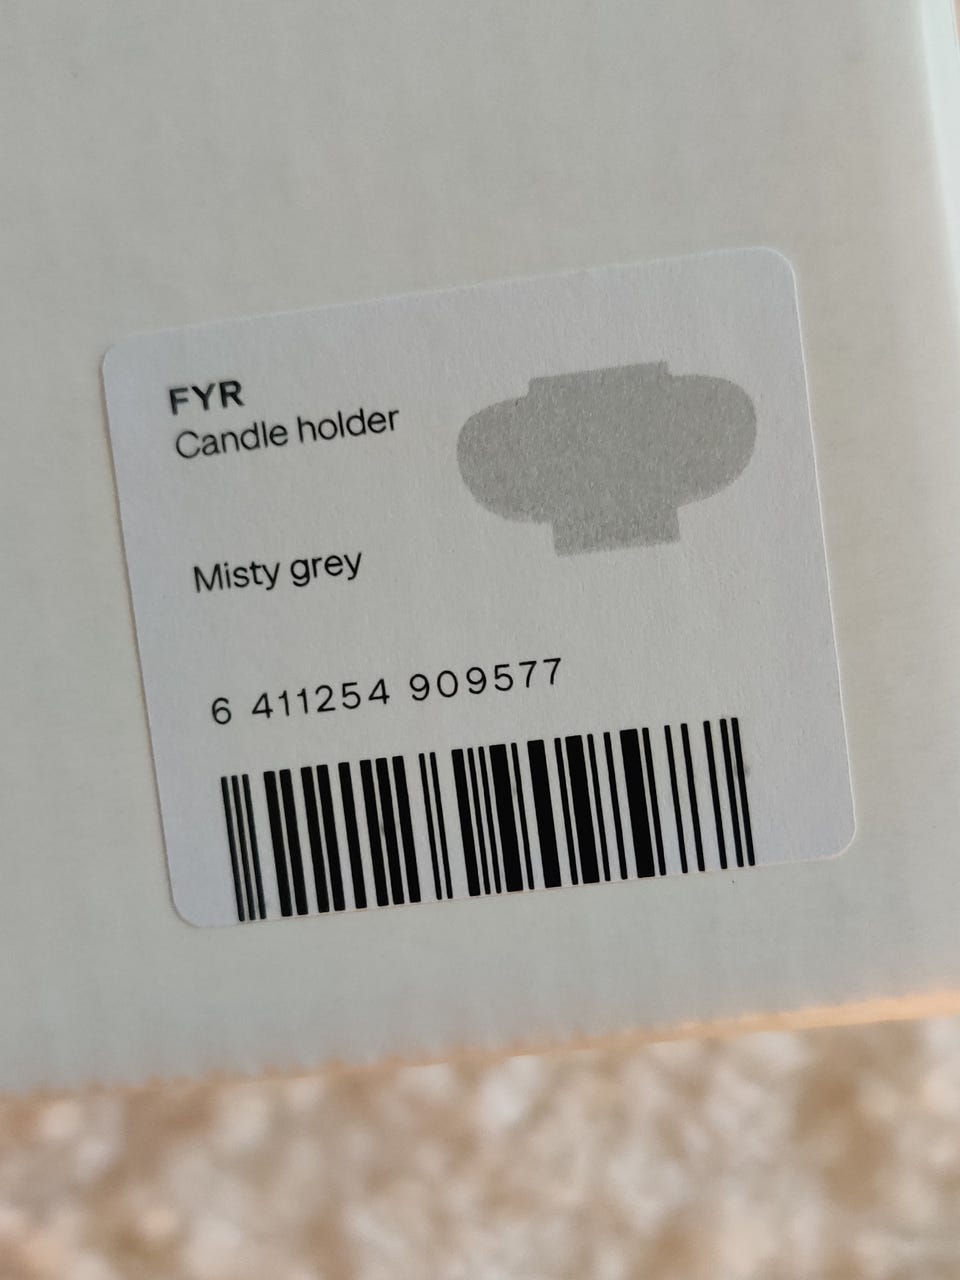 FYR
Candle holder
Misty grey
6 411254 909577